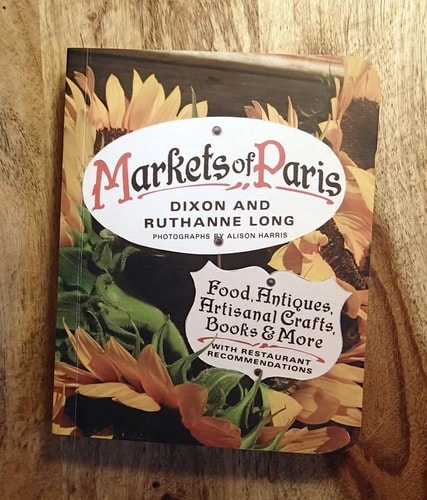 Markets of Paris
DIXON AND
RUTHANNE LONG
PHOTOGRAPHS BY ALISON HARRIS
Food, Antiques,
Artisanal Crafts,
Books & More
WITH RESTAURANT
RECOMMENDATIONS